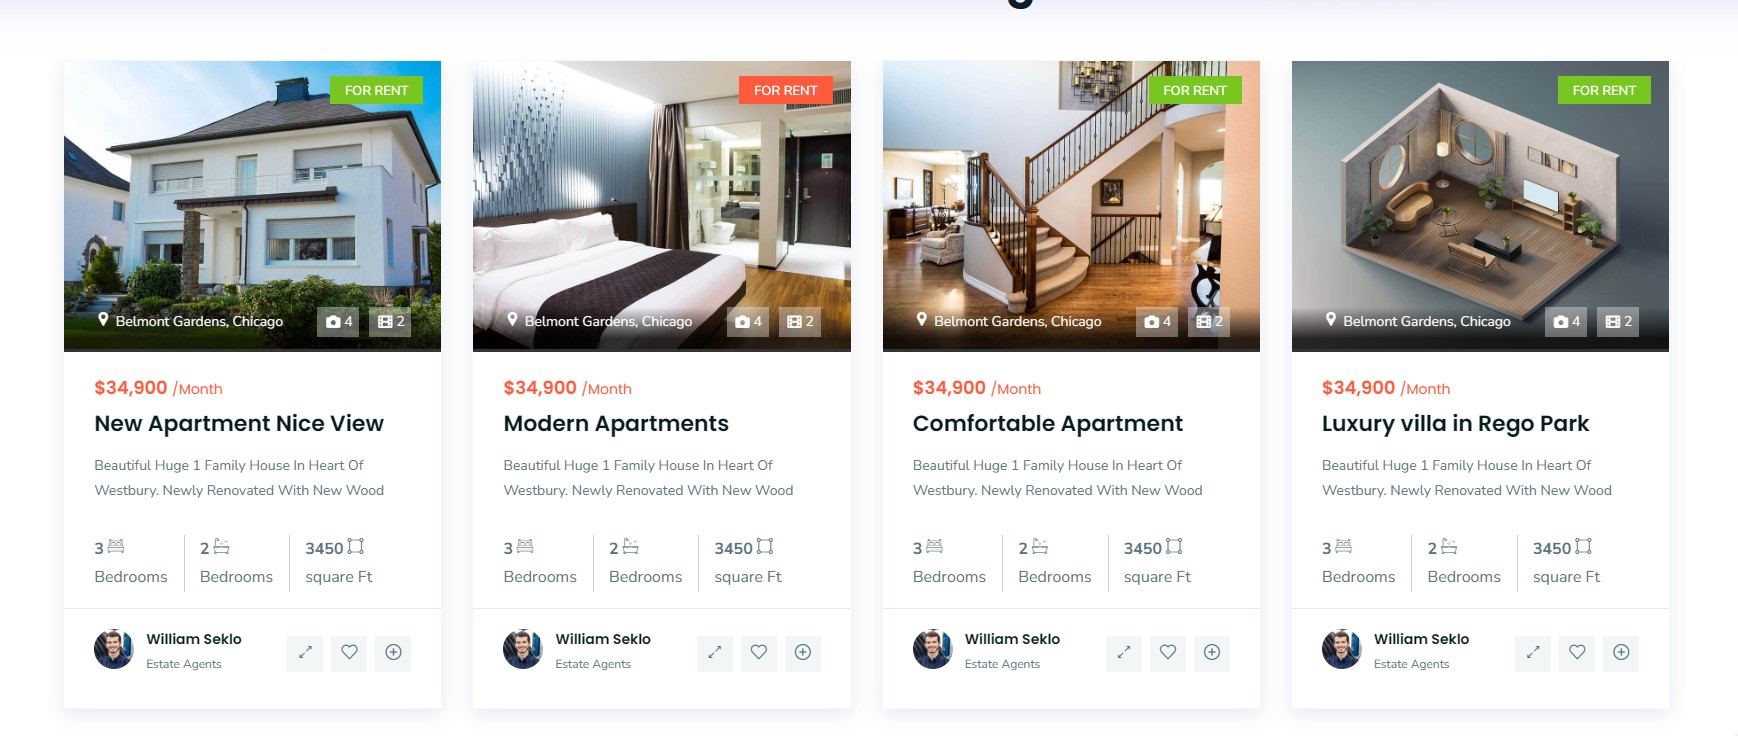 FOR RENT
Belmont Gardens, Chicago
4
2
$34,900 /Month
New Apartment Nice View
Beautiful Huge 1 Family House In Heart Of
Westbury. Newly Renovated With New Wood
3
Bedrooms
2
Bedrooms
3450
square Ft
William Seklo
Estate Agents
FOR RENT
Belmont Gardens, Chicago
4
2
$34,900 /Month
Modern Apartments
Beautiful Huge 1 Family House In Heart Of
Westbury. Newly Renovated With New Wood
3
Bedrooms
2
Bedrooms
3450
square Ft
William Seklo
Estate Agents
FOR RENT
Belmont Gardens, Chicago
4
2
$34,900 /Month
Comfortable Apartment
Beautiful Huge 1 Family House In Heart Of
Westbury. Newly Renovated With New Wood
3
Bedrooms
2
Bedrooms
3450
square Ft
William Seklo
Estate Agents
FOR RENT
Belmont Gardens, Chicago
4
2
$34,900 /Month
Luxury villa in Rego Park
Beautiful Huge 1 Family House In Heart Of
Westbury. Newly Renovated With New Wood
3
Bedrooms
2
Bedrooms
3450
square Ft
William Seklo
Estate Agents